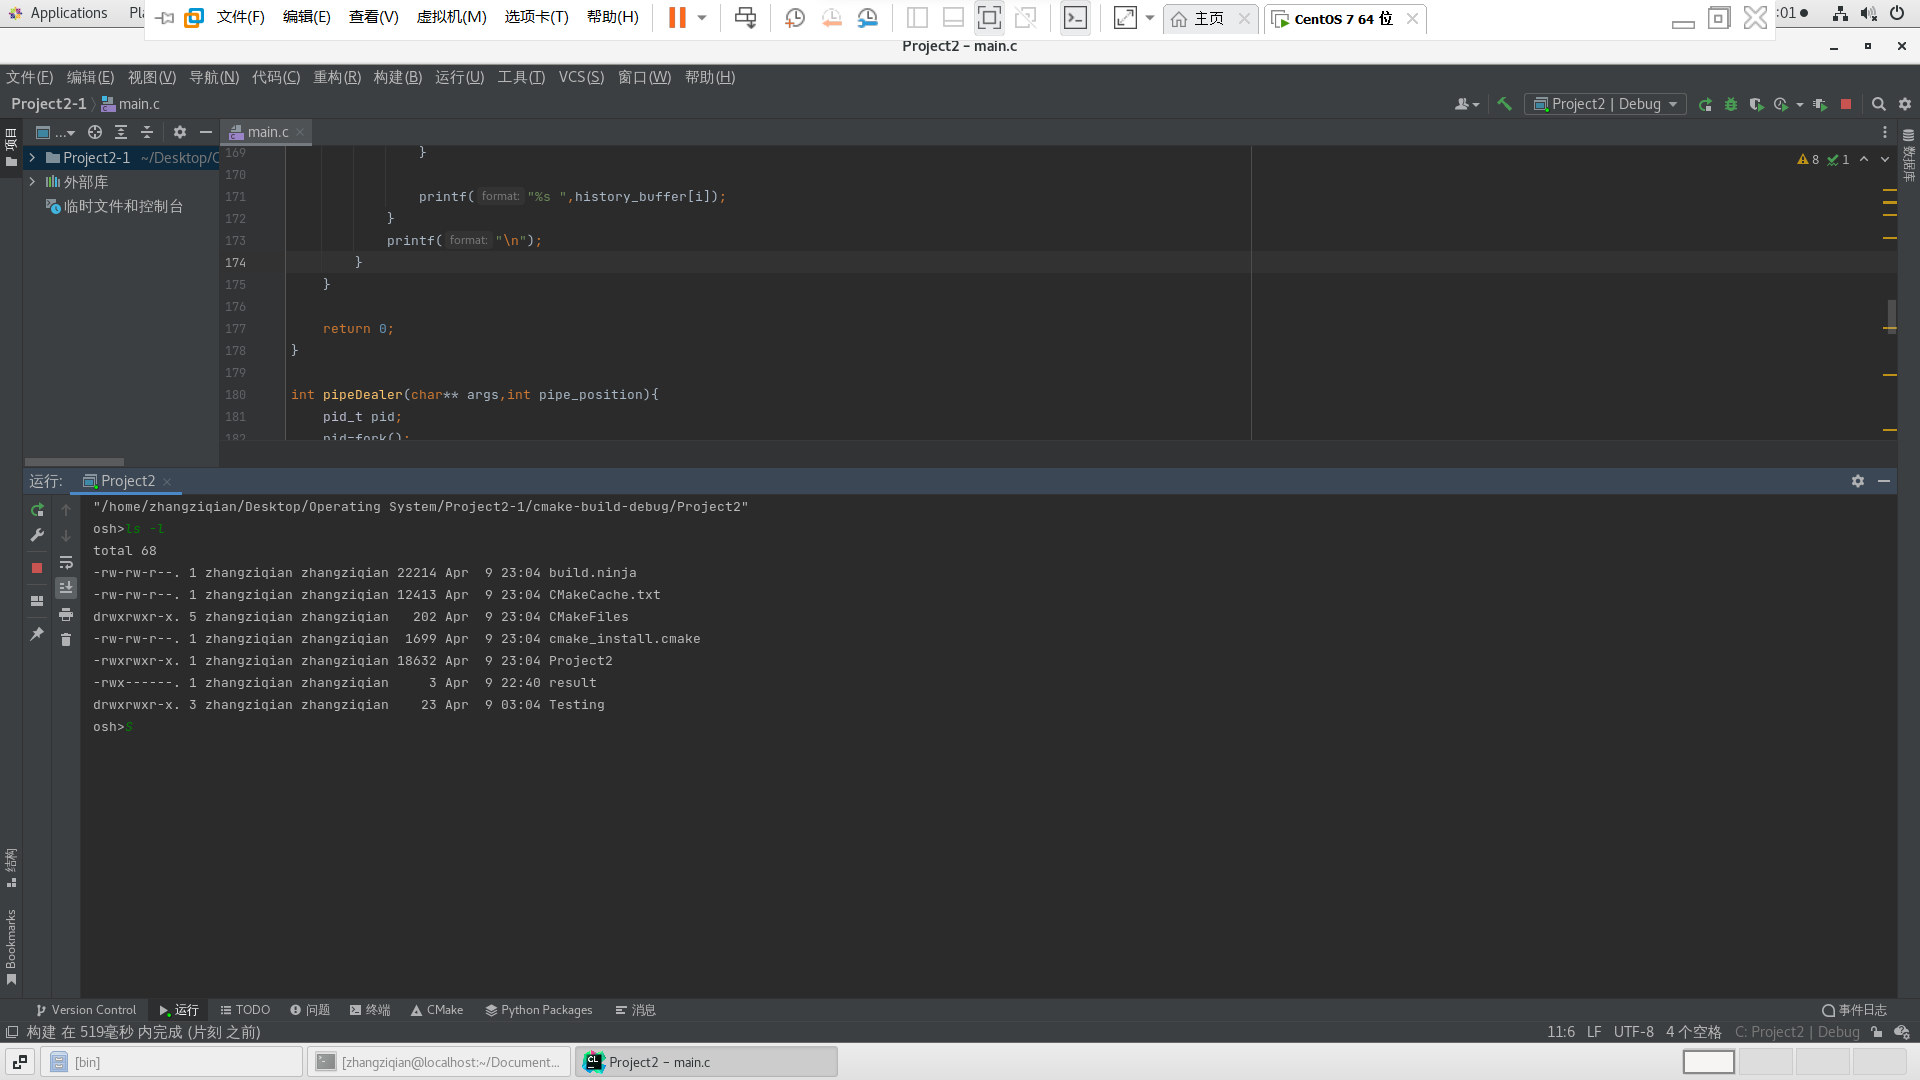 Applications
Pl
文件(F) 编辑(E) 查看(V) 虚拟机(M) 选项卡(T) 帮助(H)
主页
CentOS 7 64 位
:01
Project2 – main.c
文件(F) 编辑(E) 视图(V) 导航(N) 代码(C) 重构(R) 构建(B) 运行(U) 工具(T) VCS(S) 窗口(W) 帮助(H)
Project2-1 main.c
Project2 | Debug
项目
...
main.c
数据库
Project2-1 ~/Desktop/C
外部库
临时文件和控制台
8 1
169 }
170
171 printf( format: "%s ",history_buffer[i]);
172 }
173 printf( format: "\n");
174 }
175 }
176
177 return 0;
178 }
179
180 int pipeDealer(char** args,int pipe_position){
181 pid_t pid;
182 pid=fork();
运行: Project2
"/home/zhangziqian/Desktop/Operating System/Project2-1/cmake-build-debug/Project2"
osh>ls -l
total 68
-rw-rw-r--. 1 zhangziqian zhangziqian 22214 Apr  9 23:04 build.ninja
-rw-rw-r--. 1 zhangziqian zhangziqian 12413 Apr  9 23:04 CMakeCache.txt
drwxrwxr-x. 5 zhangziqian zhangziqian   202 Apr  9 23:04 CMakeFiles
-rw-rw-r--. 1 zhangziqian zhangziqian  1699 Apr  9 23:04 cmake_install.cmake
-rwxrwxr-x. 1 zhangziqian zhangziqian 18632 Apr  9 23:04 Project2
-rwx------. 1 zhangziqian zhangziqian     3 Apr  9 22:40 result
drwxrwxr-x. 3 zhangziqian zhangziqian    23 Apr  9 03:04 Testing
osh>S
结构
Bookmarks
Version Control 运行 TODO 问题 终端 CMake Python Packages 消息
事件日志
构建 在 519毫秒 内完成 (片刻 之前)
11:6 LF UTF-8 4 个空格 C: Project2 | Debug
[bin]
[zhangziqian@localhost:~/Document...
Project2 – main.c